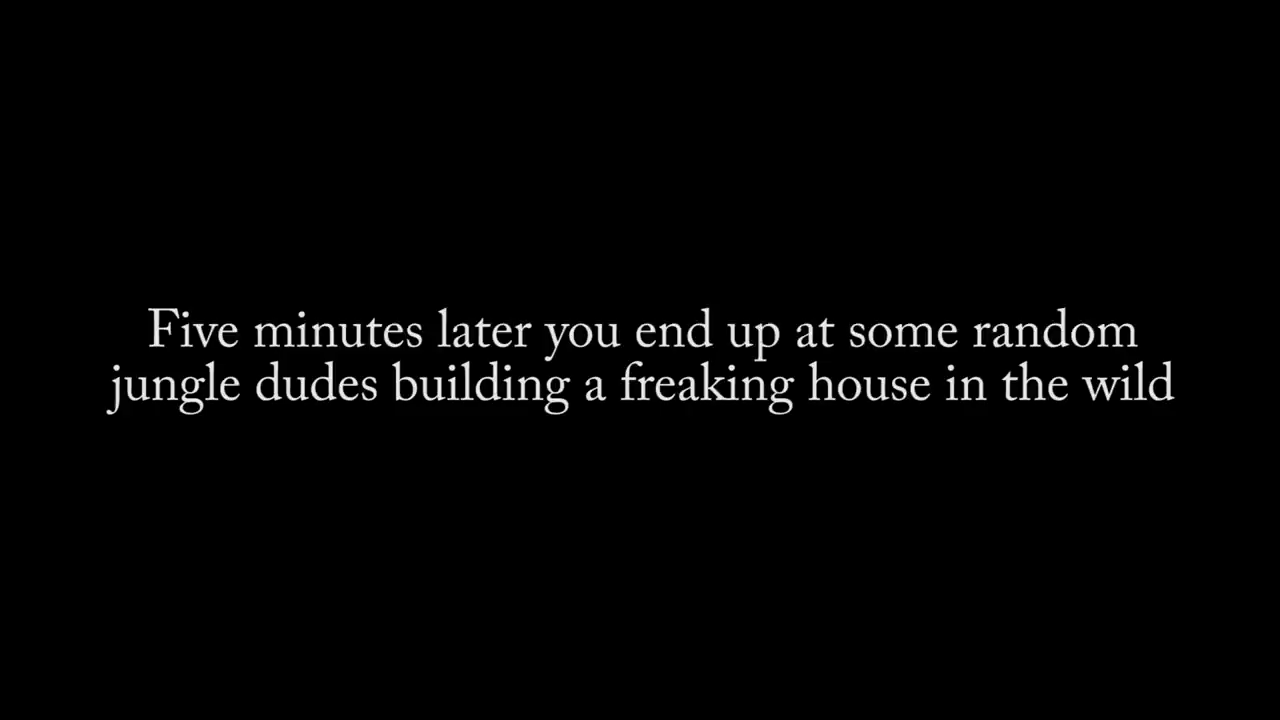 Five minutes later you end up at some random
jungle dudes building a freaking house in the wild